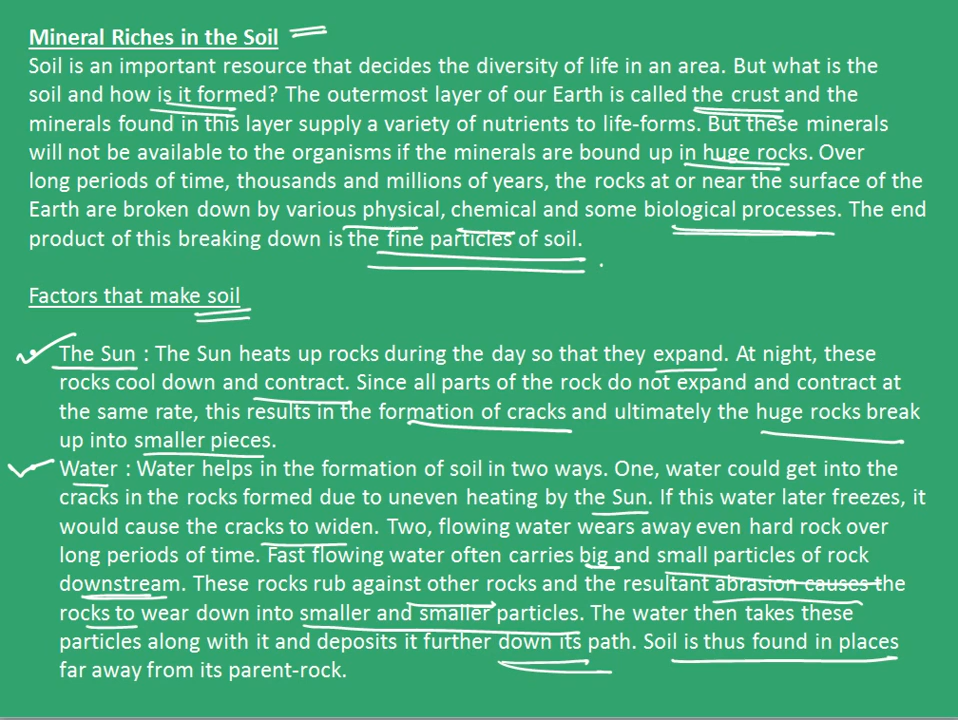 Mineral Riches in the Soil
Soil is an important resource that decides the diversity of life in an area. But what is the
soil and how is it formed? The outermost layer of our Earth is called the crust and the
minerals found in this layer supply a variety of nutrients to life-forms. But these minerals
will not be available to the organisms if the minerals are bound up in huge rocks. Over
long periods of time, thousands and millions of years, the rocks at or near the surface of the
Earth are broken down by various physical, chemical and some biological processes. The end
product of this breaking down is the fine particles of soil.
Factors that make soil
The Sun : The Sun heats up rocks during the day so that they expand. At night, these
rocks cool down and contract. Since all parts of the rock do not expand and contract at
the same rate, this results in the formation of cracks and ultimately the huge rocks break
up into smaller pieces.
Water : Water helps in the formation of soil in two ways. One, water could get into the
cracks in the rocks formed due to uneven heating by the Sun. If this water later freezes, it
would cause the cracks to widen. Two, flowing water wears away even hard rock over
long periods of time. Fast flowing water often carries big and small particles of rock
downstream. These rocks rub against other rocks and the resultant abrasion causes the
rocks to wear down into smaller and smaller particles. The water then takes these
particles along with it and deposits it further down its path. Soil is thus found in places
far away from its parent-rock.